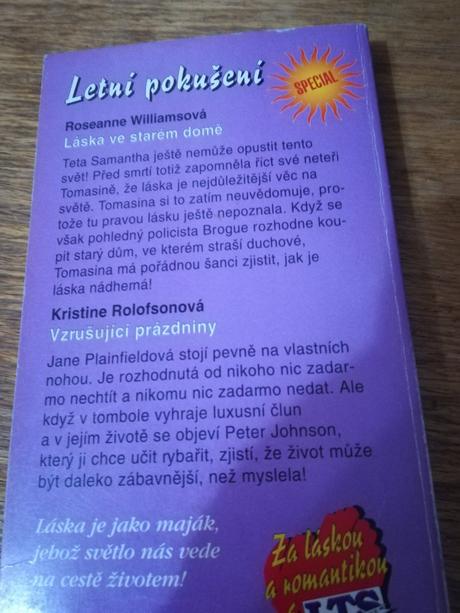 Letní pokušení
SPECIAL
Roseanne Williamsová
Láska ve starém domě
Teta Samantha ještě nemůže opustit tento
svět! Před smrtí totiž zapomněla říct své neteři
Tomasině, že láska je nejdůležitější věc na
světě. Tomasina si to zatím neuvědomuje, pro-
tože tu pravou lásku ještě nepoznala. Když se
však pohledný policista Brogue rozhodne kou-
pit starý dům, ve kterém straší duchové,
Tomasina má pořádnou šanci zjistit, jak je
láska nádherná!
Kristine Rolofsonová
Vzrušující prázdniny
Jane Plainfieldová stojí pevně na vlastních
nohou. Je rozhodnutá od nikoho nic zadar-
mo nechtít a nikomu nic zadarmo nedat. Ale
když v tombole vyhraje luxusní člun
a v jejím životě se objeví Peter Johnson,
který ji chce učit rybařit, zjistí, že život může
být daleko zábavnější, než myslela!
Láska je jako maják,
jehož světlo nás vede
na cestě životem!
Za láskou
a romantikou
LTS